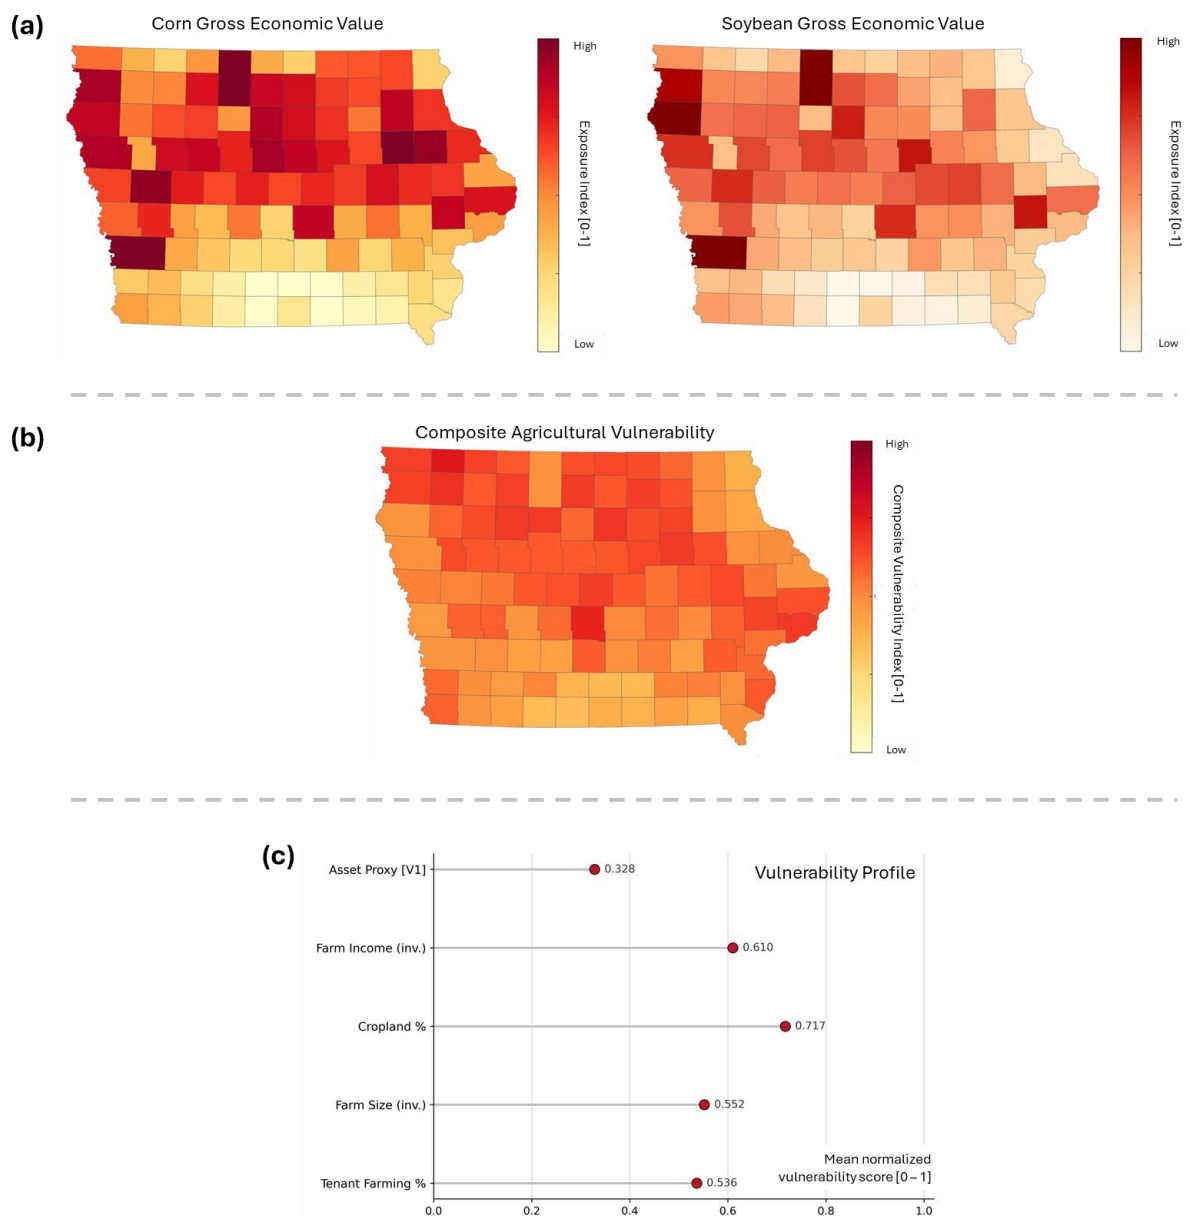 (a)
Corn Gross Economic Value
High
Exposure Index [0-1]
Low
Soybean Gross Economic Value
High
Exposure Index [0-1]
Low
(b)
Composite Agricultural Vulnerability
High
Composite Vulnerability Index [0-1]
Low
(c)
Vulnerability Profile
Asset Proxy [V1]
0.328
Farm Income (inv.)
0.610
Cropland %
0.717
Farm Size (inv.)
0.552
Tenant Farming %
0.536
Mean normalized
vulnerability score [0 – 1]
0.0 0.2 0.4 0.6 0.8 1.0